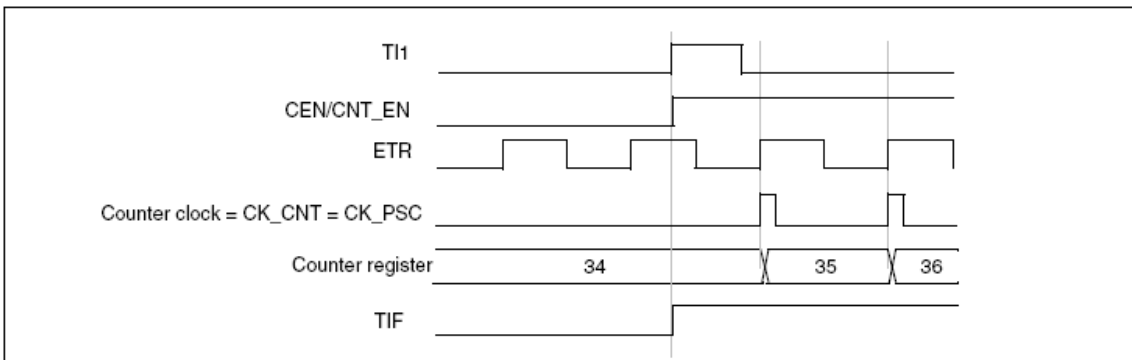 TI1
CEN/CNT_EN
ETR
Counter clock = CK_CNT = CK_PSC
Counter register 34 35 36
TIF